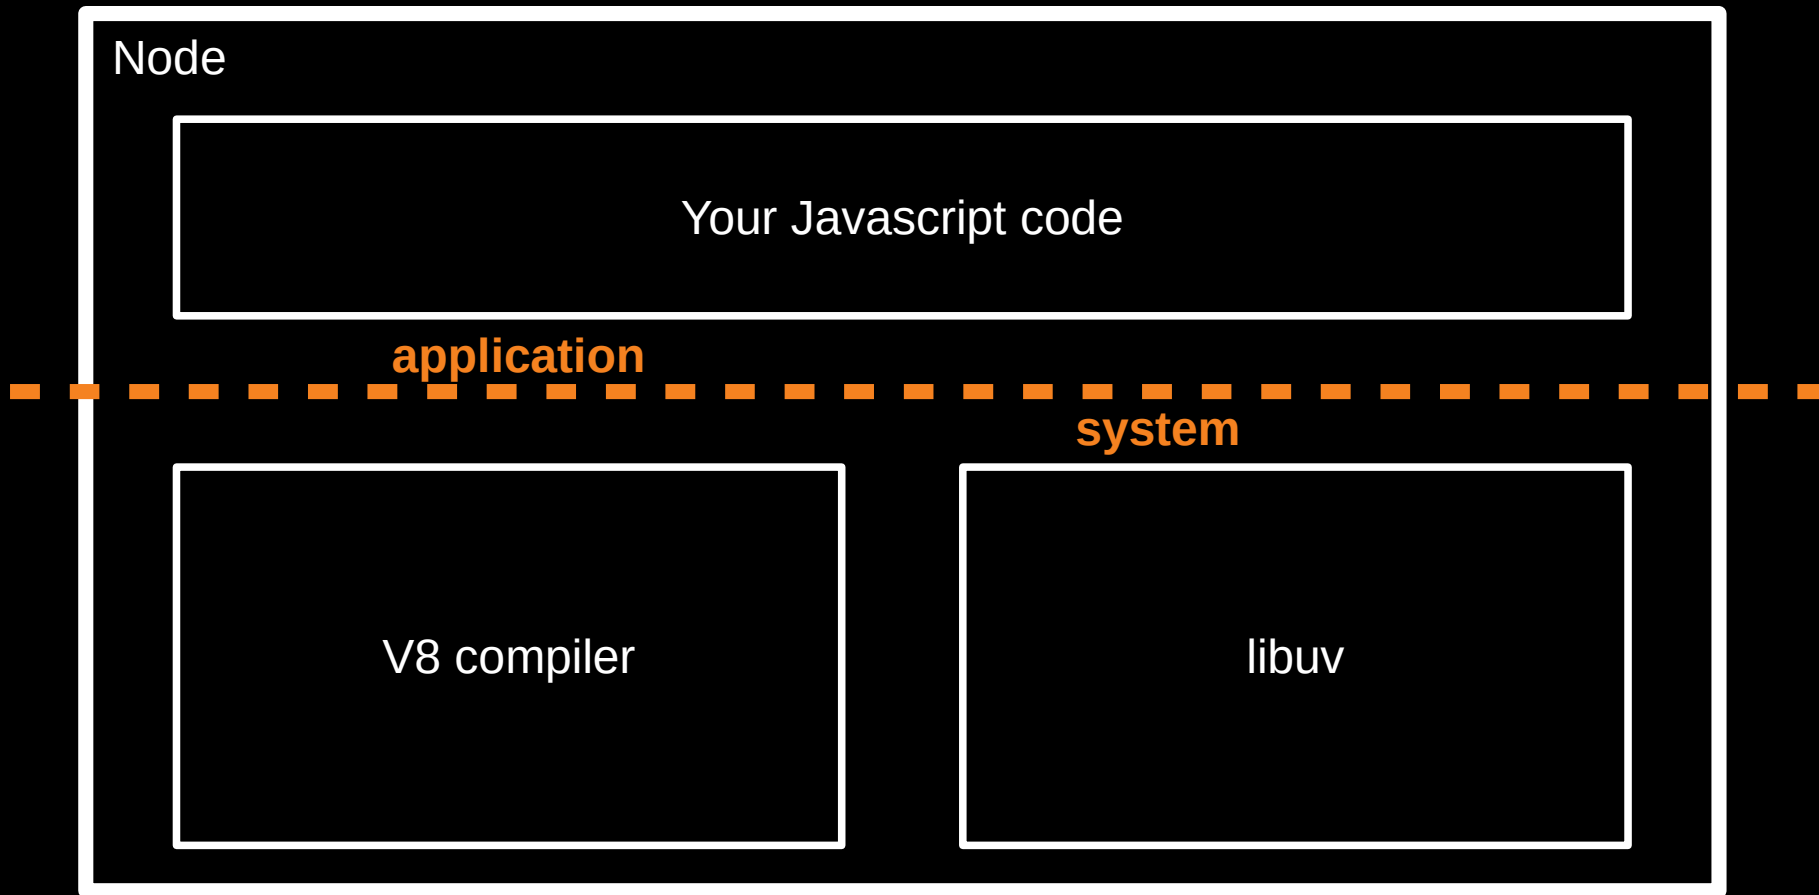 Node
Your Javascript code
application
system
V8 compiler
libuv